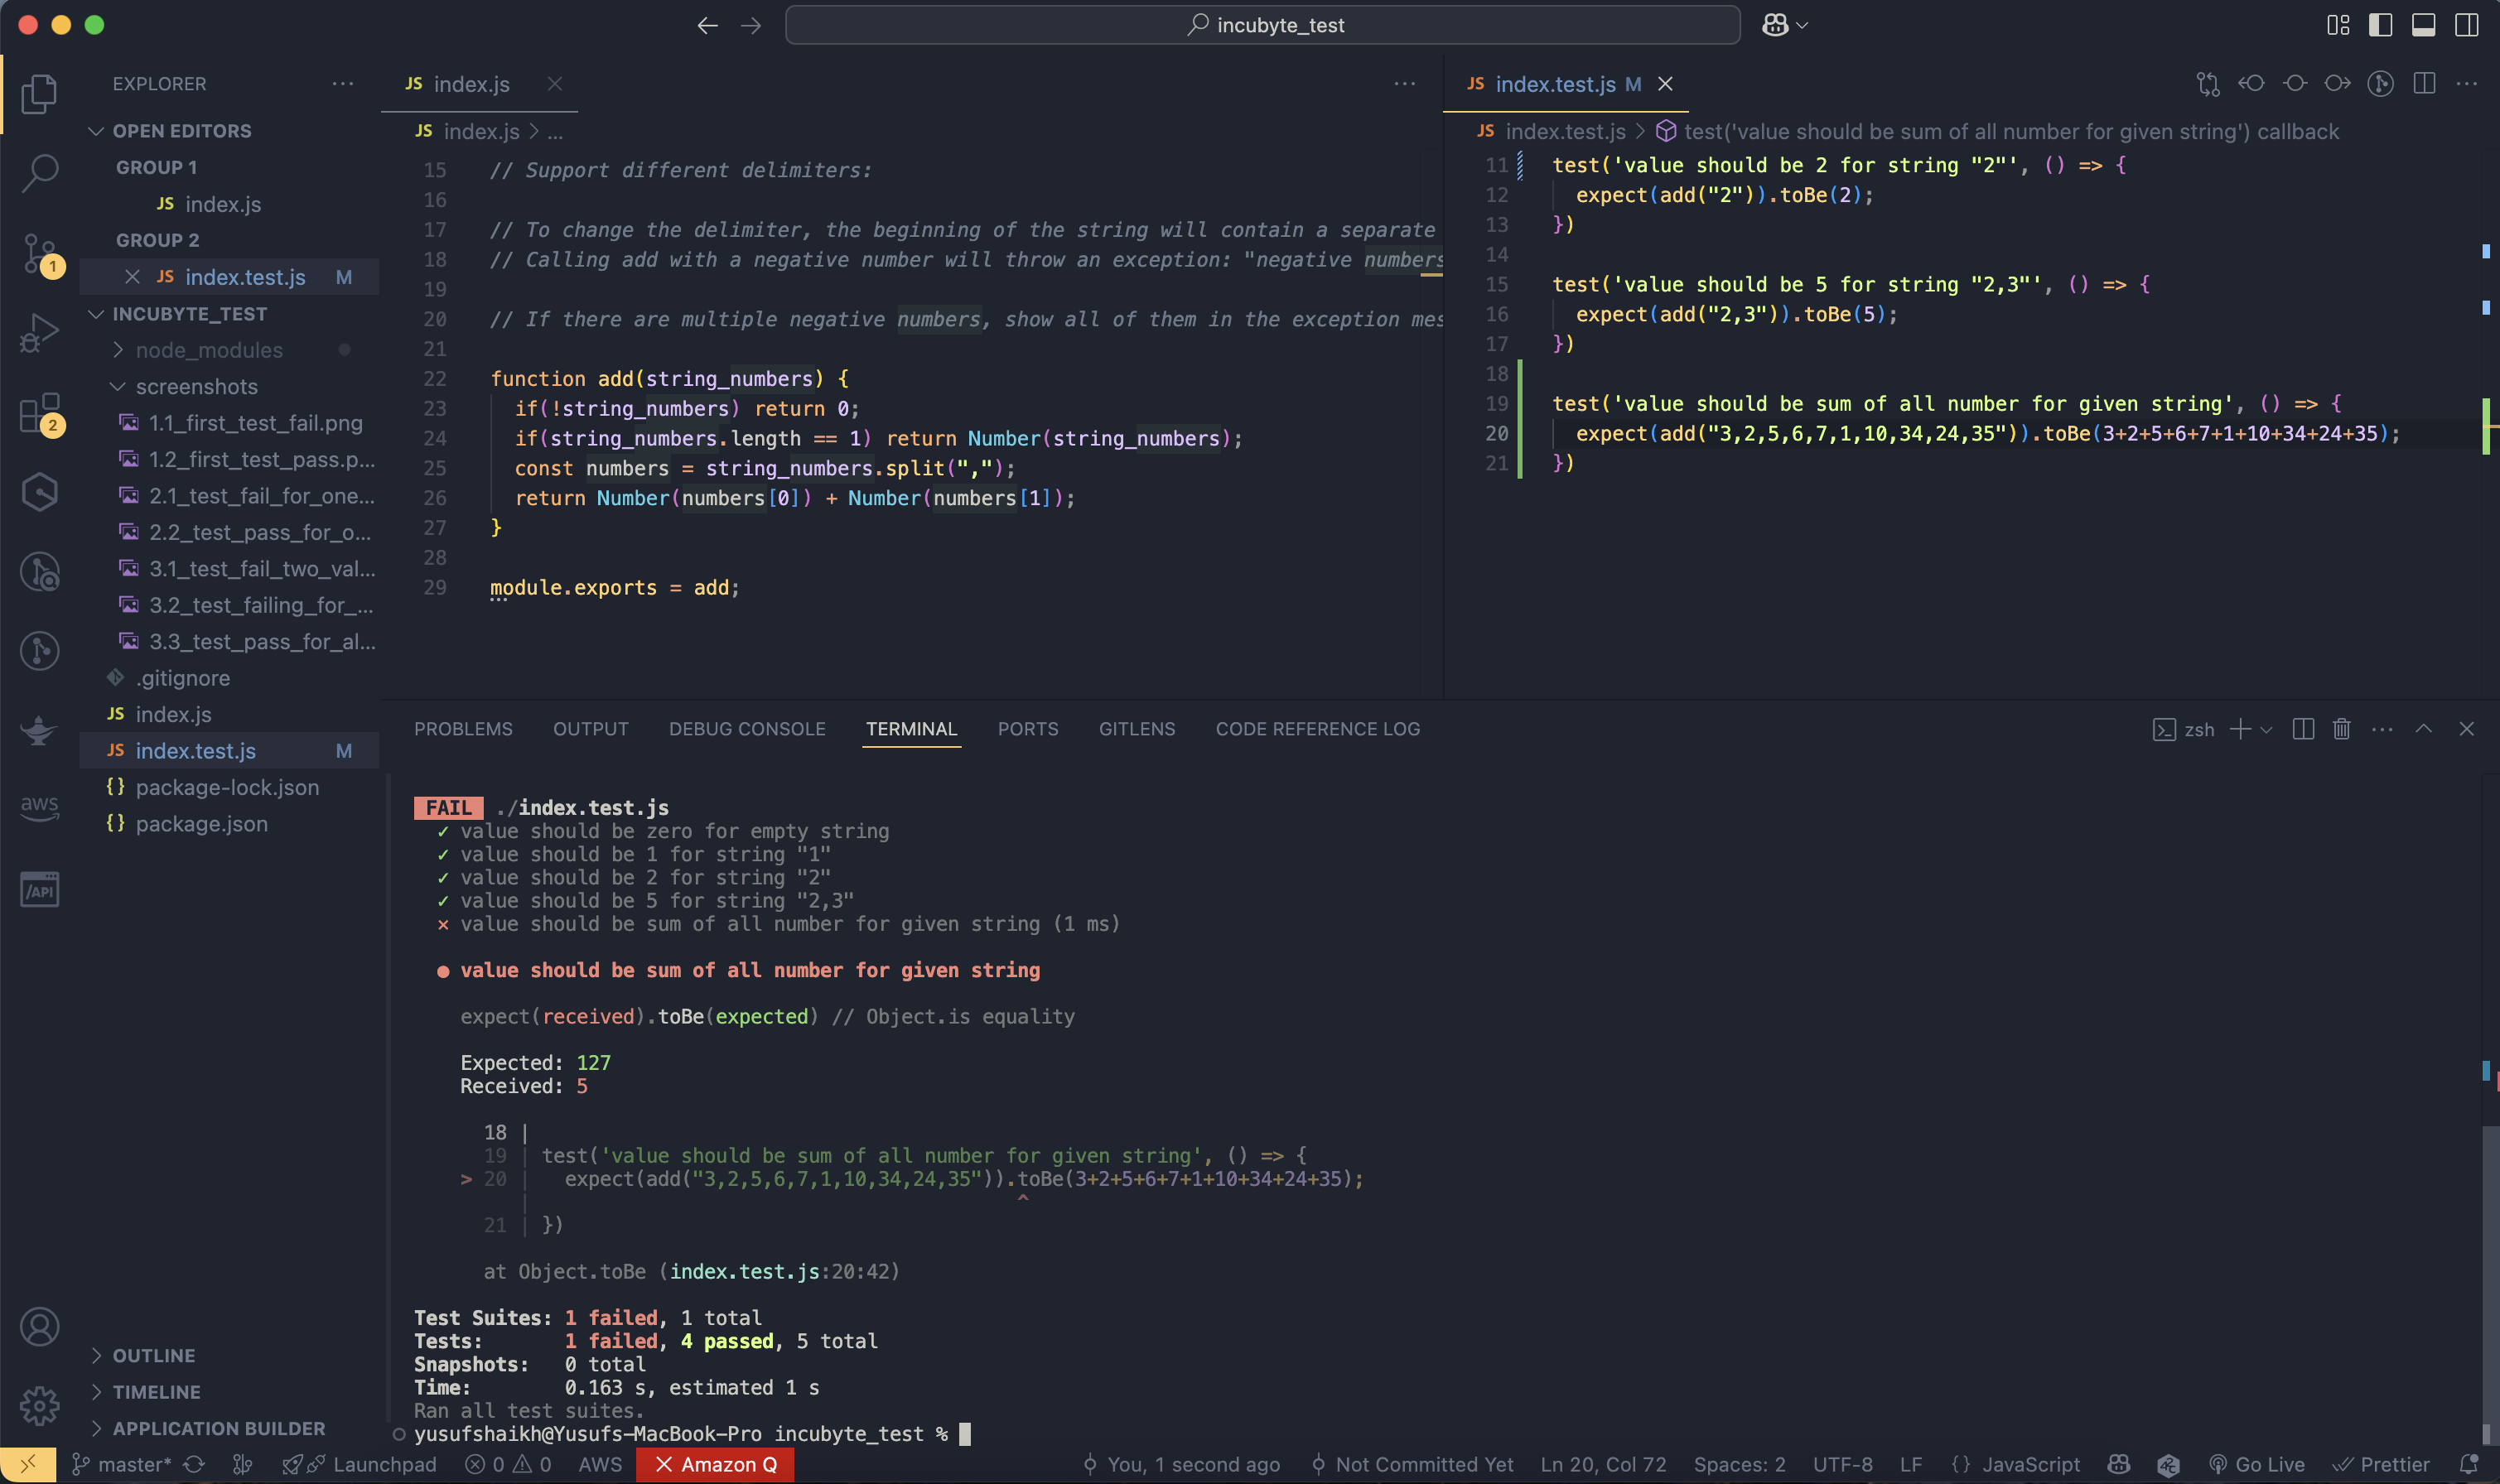 incubyte_test
EXPLORER
OPEN EDITORS
GROUP 1
JS index.js
GROUP 2
JS index.test.js M
INCUBYTE_TEST
node_modules
screenshots
1.1_first_test_fail.png
1.2_first_test_pass.p...
2.1_test_fail_for_one...
2.2_test_pass_for_o...
3.1_test_fail_two_val...
3.2_test_failing_for_...
3.3_test_pass_for_al...
.gitignore
JS index.js
JS index.test.js M
{} package-lock.json
{} package.json
OUTLINE
TIMELINE
APPLICATION BUILDER
1
2
aws
/API
JS index.js
JS index.js > ...
15 // Support different delimiters:
16
17 // To change the delimiter, the beginning of the string will contain a separate
18 // Calling add with a negative number will throw an exception: "negative numbers
19
20 // If there are multiple negative numbers, show all of them in the exception mes
21
22 function add(string_numbers) {
23 if(!string_numbers) return 0;
24 if(string_numbers.length == 1) return Number(string_numbers);
25 const numbers = string_numbers.split(",");
26 return Number(numbers[0]) + Number(numbers[1]);
27 }
28
29 module.exports = add;
JS index.test.js M
JS index.test.js > test('value should be sum of all number for given string') callback
11 test('value should be 2 for string "2"', () => {
12 expect(add("2")).toBe(2);
13 })
14
15 test('value should be 5 for string "2,3"', () => {
16 expect(add("2,3")).toBe(5);
17 })
18
19 test('value should be sum of all number for given string', () => {
20 expect(add("3,2,5,6,7,1,10,34,24,35")).toBe(3+2+5+6+7+1+10+34+24+35);
21 })
PROBLEMS OUTPUT DEBUG CONSOLE TERMINAL PORTS GITLENS CODE REFERENCE LOG
zsh
FAIL ./index.test.js
✓ value should be zero for empty string
✓ value should be 1 for string "1"
✓ value should be 2 for string "2"
✓ value should be 5 for string "2,3"
✕ value should be sum of all number for given string (1 ms)
● value should be sum of all number for given string
expect(received).toBe(expected) // Object.is equality
Expected: 127
Received: 5
18 |
19 | test('value should be sum of all number for given string', () => {
> 20 | expect(add("3,2,5,6,7,1,10,34,24,35")).toBe(3+2+5+6+7+1+10+34+24+35);
| ^
21 | })
at Object.toBe (index.test.js:20:42)
Test Suites: 1 failed, 1 total
Tests: 1 failed, 4 passed, 5 total
Snapshots: 0 total
Time: 0.163 s, estimated 1 s
Ran all test suites.
yusufshaikh@Yusufs-MacBook-Pro incubyte_test %
master* Launchpad 0 0 AWS Amazon Q You, 1 second ago Not Committed Yet Ln 20, Col 72 Spaces: 2 UTF-8 LF {} JavaScript Go Live Prettier